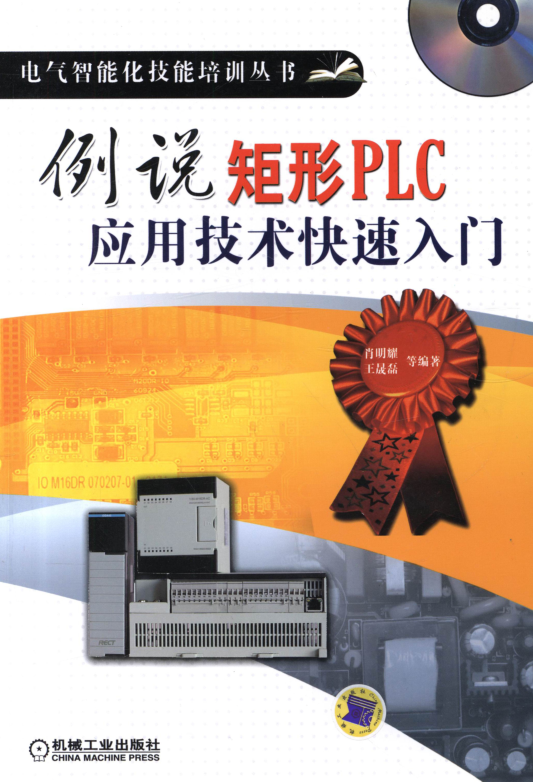 电气智能化技能培训丛书
例说 矩形PLC
应用技术快速入门
肖明耀
王晟磊
等编著
IO M16DR 070207-0
机械工业出版社
CHINA MACHINE PRESS